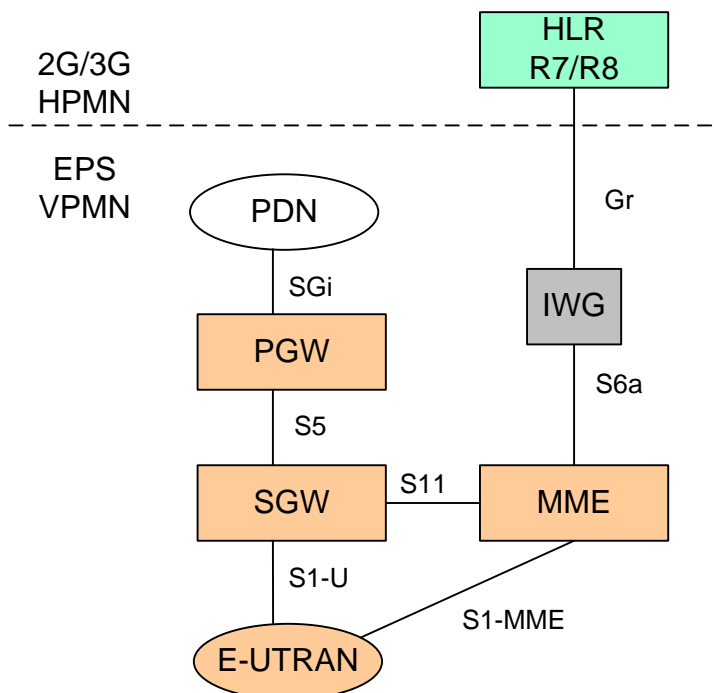 HLR
R7/R8
2G/3G
HPMN
EPS
VPMN
PDN
Gr
SGi
IWG
PGW
S6a
S5
SGW
S11
MME
S1-U
S1-MME
E-UTRAN